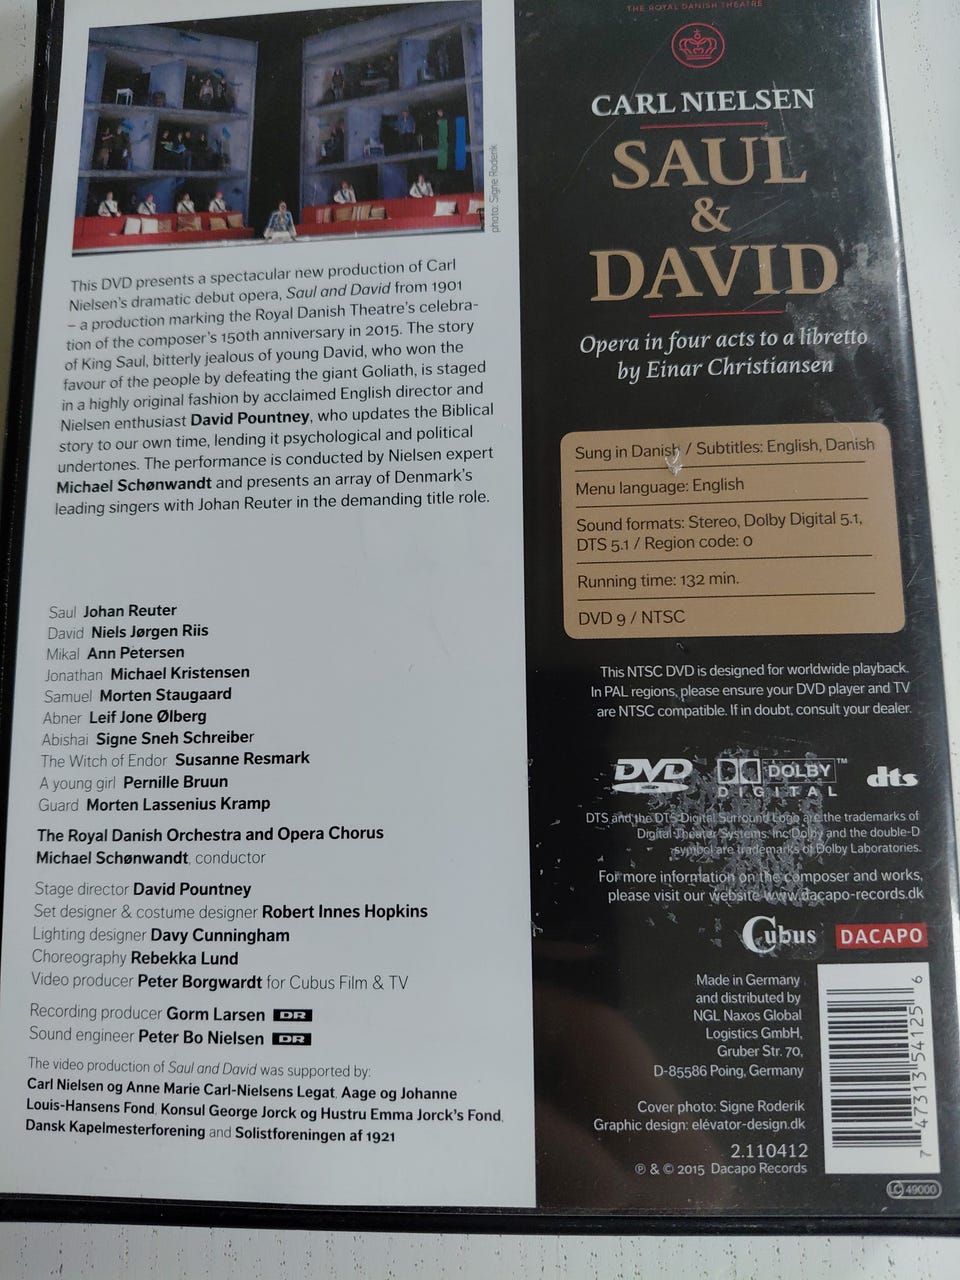 photo: Signe Roderik
This DVD presents a spectacular new production of Carl
Nielsen's dramatic debut opera, Saul and David from 1901
– a production marking the Royal Danish Theatre's celebra-
tion of the composer's 150th anniversary in 2015. The story
of King Saul, bitterly jealous of young David, who won the
favour of the people by defeating the giant Goliath, is staged
in a highly original fashion by acclaimed English director and
Nielsen enthusiast David Pountney, who updates the Biblical
story to our own time, lending it psychological and political
undertones. The performance is conducted by Nielsen expert
Michael Schønwandt and presents an array of Denmark's
leading singers with Johan Reuter in the demanding title role.
Saul Johan Reuter
David Niels Jørgen Riis
Mikal Ann Petersen
Jonathan Michael Kristensen
Samuel Morten Staugaard
Abner Leif Jone Ølberg
Abishai Signe Sneh Schreiber
The Witch of Endor Susanne Resmark
A young girl Pernille Bruun
Guard Morten Lassenius Kramp
The Royal Danish Orchestra and Opera Chorus
Michael Schønwandt, conductor
Stage director David Pountney
Set designer & costume designer Robert Innes Hopkins
Lighting designer Davy Cunningham
Choreography Rebekka Lund
Video producer Peter Borgwardt for Cubus Film & TV
Recording producer Gorm Larsen DR
Sound engineer Peter Bo Nielsen DR
The video production of Saul and David was supported by:
Carl Nielsen og Anne Marie Carl-Nielsens Legat, Aage og Johanne
Louis-Hansens Fond, Konsul George Jorck og Hustru Emma Jorck's Fond,
Dansk Kapelmesterforening and Solistforeningen af 1921
THE ROYAL DANISH THEATRE
CARL NIELSEN
SAUL
&
DAVID
Opera in four acts to a libretto
by Einar Christiansen
Sung in Danish / Subtitles: English, Danish
Menu language: English
Sound formats: Stereo, Dolby Digital 5.1,
DTS 5.1 / Region code: 0
Running time: 132 min.
DVD 9 / NTSC
This NTSC DVD is designed for worldwide playback.
In PAL regions, please ensure your DVD player and TV
are NTSC compatible. If in doubt, consult your dealer.
DVD VIDEO DOLBY™ DIGITAL dts
DTS and the DTS Digital Surround Logo are the trademarks of
Digital Theater Systems. Inc Dolby and the double-D
symbol are trademarks of Dolby Laboratories.
For more information on the composer and works,
please visit our website www.dacapo-records.dk
Cubus DACAPO
Made in Germany
and distributed by
NGL Naxos Global
Logistics GmbH,
Gruber Str. 70,
D-85586 Poing, Germany
Cover photo: Signe Roderik
Graphic design: elévator-design.dk
2.110412
℗ & © 2015 Dacapo Records
7 47313 54125 6
LC 49000